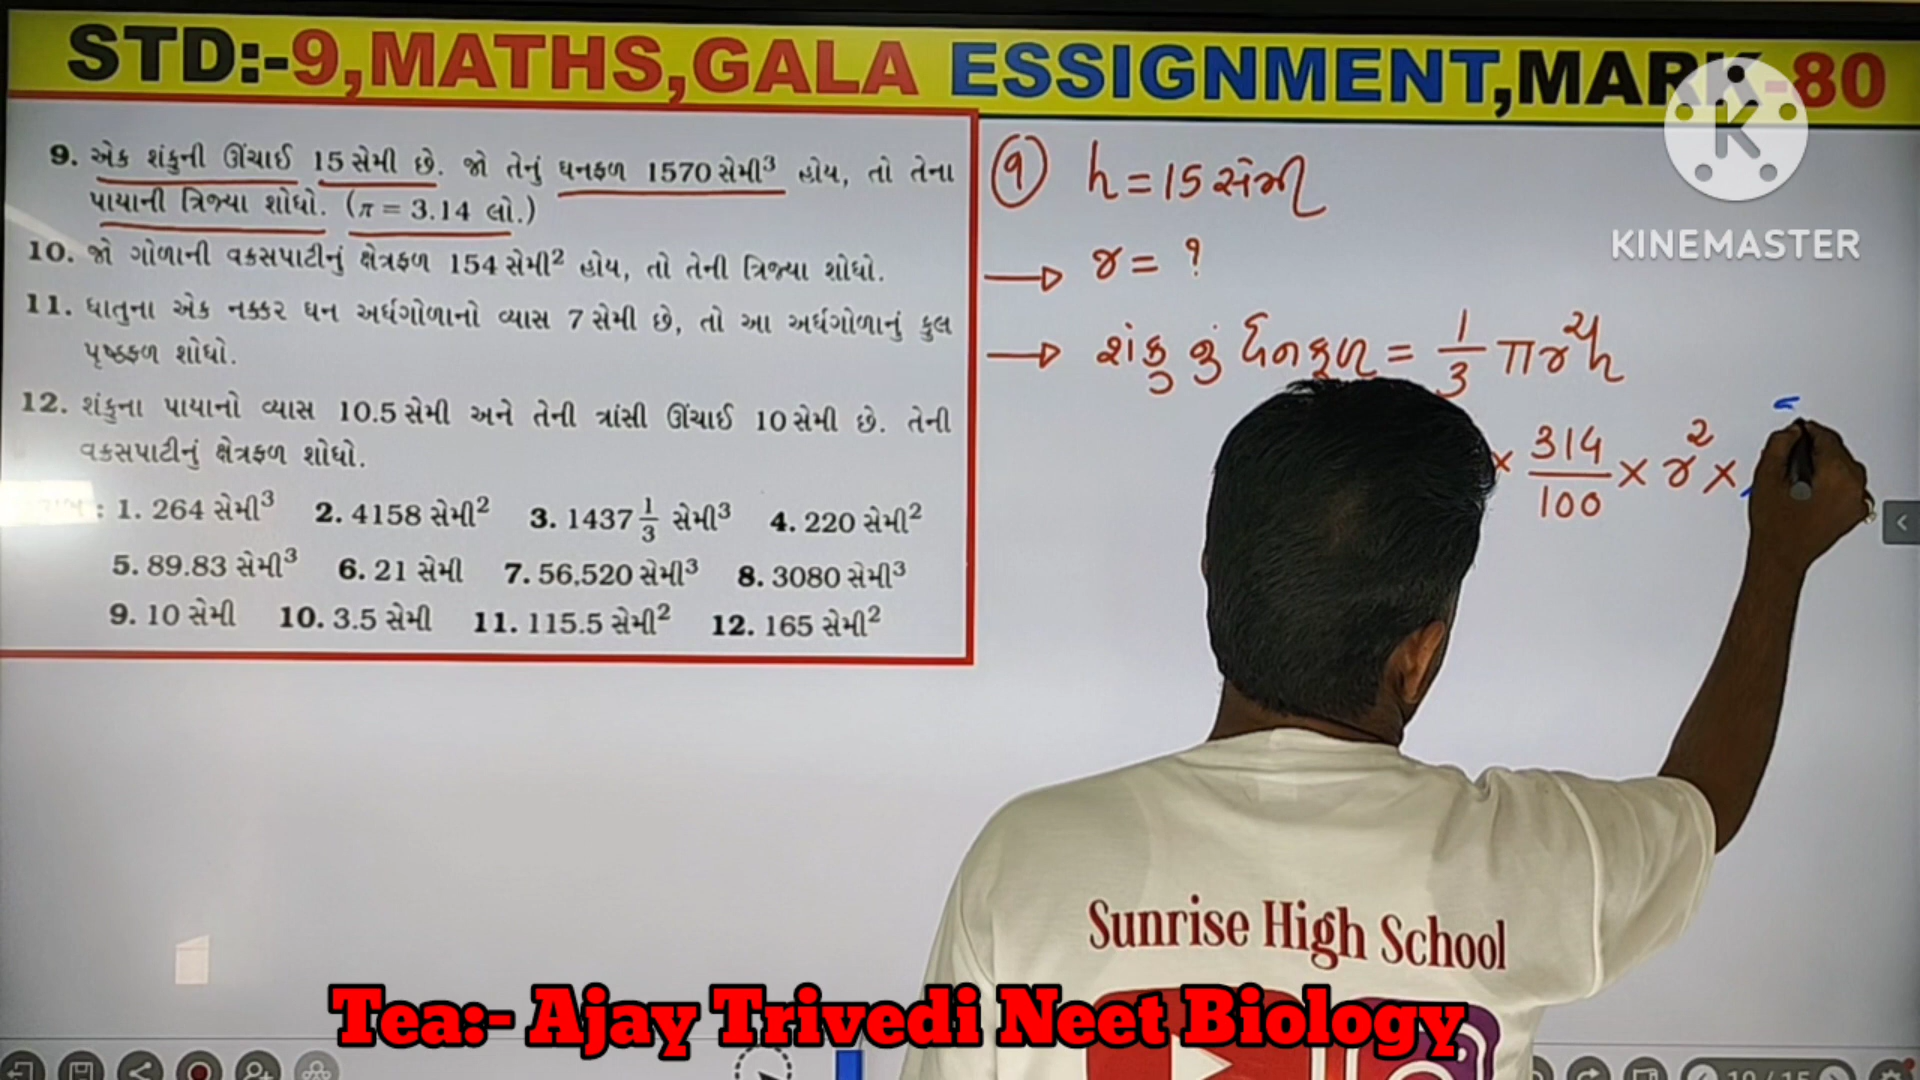 STD:-9,MATHS,GALA ESSIGNMENT,MARK-80
KINEMASTER
9. એક શંકુની ઊંચાઈ 15 સેમી છે. જો તેનું ઘનફળ 1570 સેમી³ હોય, તો તેના
પાયાની ત્રિજ્યા શોધો. (π = 3.14 લો.)
10. જો ગોળાની વક્રસપાટીનું ક્ષેત્રફળ 154 સેમી² હોય, તો તેની ત્રિજ્યા શોધો.
11. ધાતુના એક નક્કર ઘન અર્ધગોળાનો વ્યાસ 7 સેમી છે, તો આ અર્ધગોળાનું કુલ
પૃષ્ઠફળ શોધો.
12. શંકુના પાયાનો વ્યાસ 10.5 સેમી અને તેની ત્રાંસી ઊંચાઈ 10 સેમી છે. તેની
વક્રસપાટીનું ક્ષેત્રફળ શોધો.
: 1. 264 સેમી³ 2. 4158 સેમી² 3. 1437 1/3 સેમી³ 4. 220 સેમી²
5. 89.83 સેમી³ 6. 21 સેમી 7. 56,520 સેમી³ 8. 3080 સેમી³
9. 10 સેમી 10. 3.5 સેમી 11. 115.5 સેમી² 12. 165 સેમી²
9 h = 15 સેમી
r = ?
શંકુનું ઘનફળ = 1/3 πr²h
× 314/100 × r² ×
Sunrise High School
Tea:- Ajay Trivedi Neet Biology
10 / 15